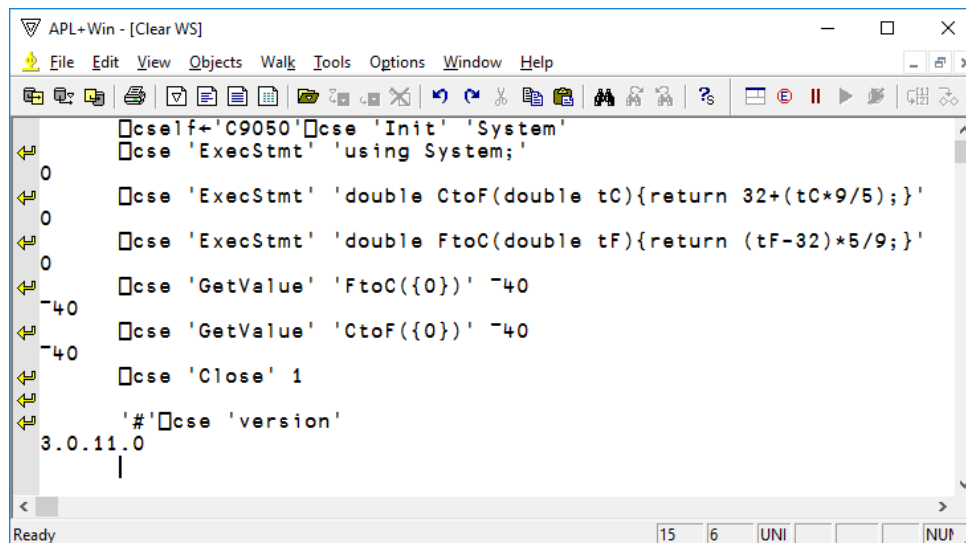 APL+Win - [Clear WS]
File Edit View Objects Walk Tools Options Window Help
⎕cself←'C9050'⎕cse 'Init' 'System'
⎕cse 'ExecStmt' 'using System;'
0
⎕cse 'ExecStmt' 'double CtoF(double tC){return 32+(tC*9/5);}'
0
⎕cse 'ExecStmt' 'double FtoC(double tF){return (tF-32)*5/9;}'
0
⎕cse 'GetValue' 'FtoC({0})' ¯40
¯40
⎕cse 'GetValue' 'CtoF({0})' ¯40
¯40
⎕cse 'Close' 1
'#'⎕cse 'version'
3.0.11.0
Ready 15 6 UNI NUM